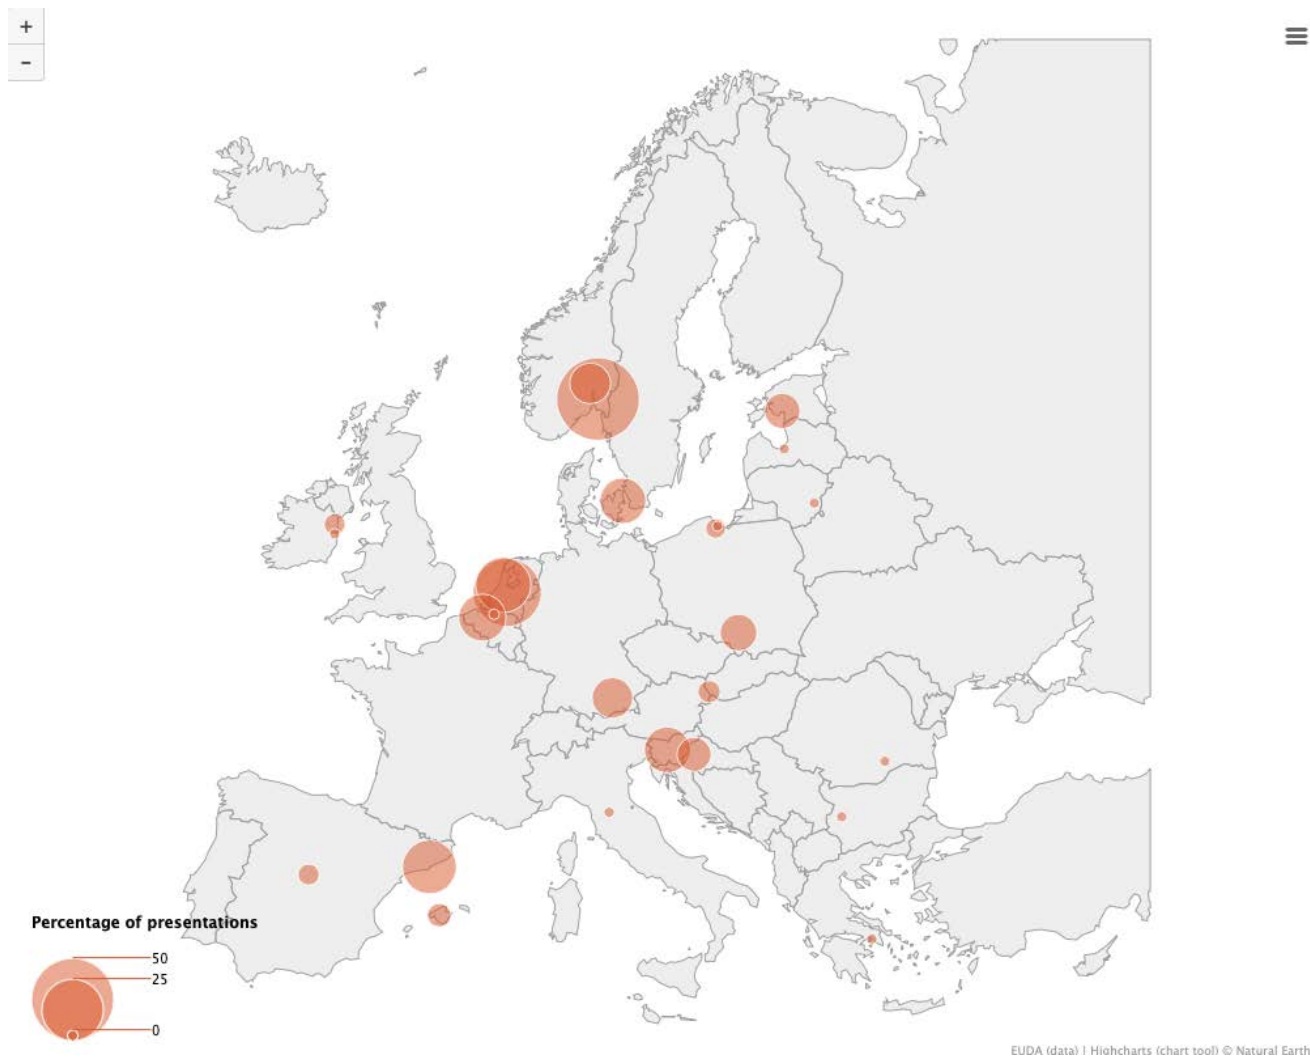 +
−
Percentage of presentations
50
25
0
EUDA (data) | Highcharts (chart tool) © Natural Earth